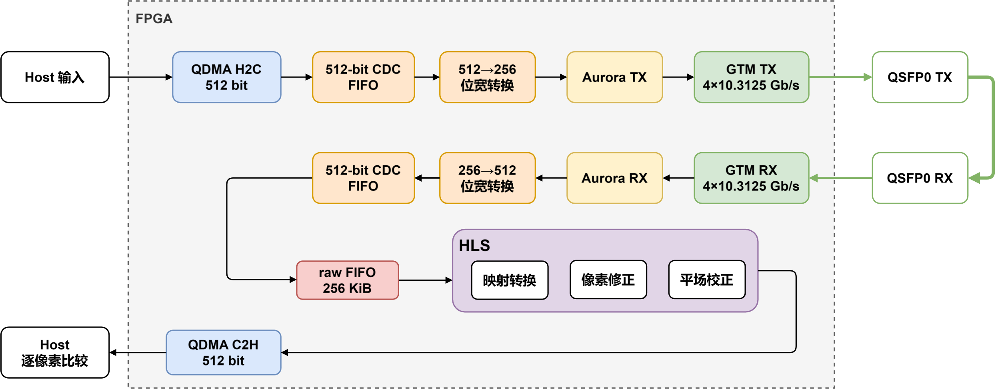 FPGA
Host 输入
QDMA H2C
512 bit
512-bit CDC
FIFO
512→256
位宽转换
Aurora TX
GTM TX
4×10.3125 Gb/s
QSFP0 TX
512-bit CDC
FIFO
256→512
位宽转换
Aurora RX
GTM RX
4×10.3125 Gb/s
QSFP0 RX
raw FIFO
256 KiB
HLS
映射转换
像素修正
平场校正
Host
逐像素比较
QDMA C2H
512 bit